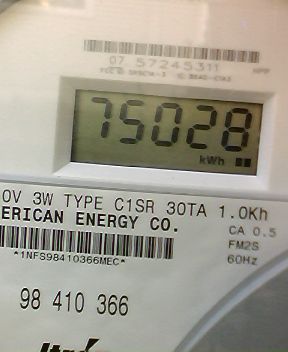 07 57245311
75028
kWh
0V 3W TYPE C1SR 30TA 1.0Kh
ERICAN ENERGY CO.
CA 0.5
FM2S
60Hz
*1NFS98410366MEC*
98 410 366